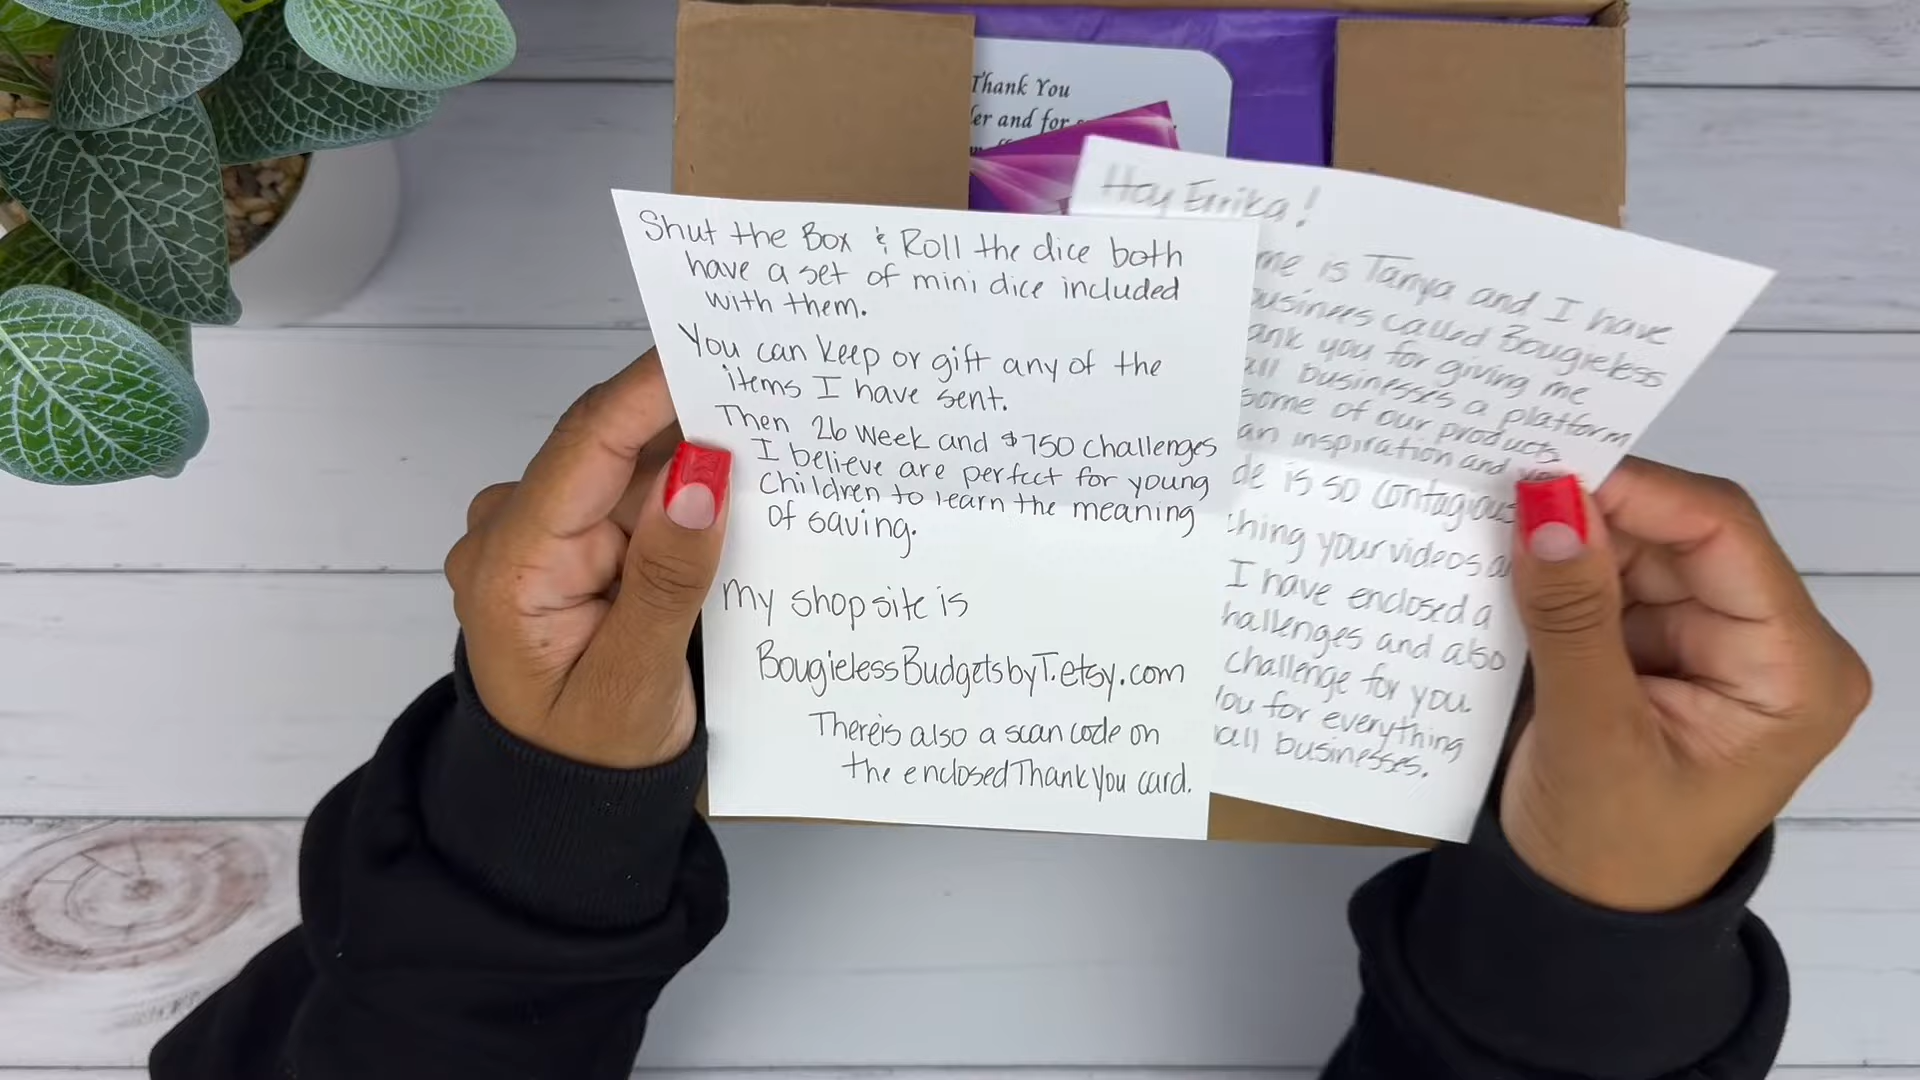 Thank You
er and for
Shut the Box & Roll the dice both
have a set of mini dice included
with them.
You can keep or gift any of the
items I have sent.
Then 26 Week and $750 challenges
I believe are perfect for young
children to learn the meaning
of saving.
My shop site is
BougielessBudgetsbyT.etsy.com
There's also a scan code on
the enclosed Thank You card.
Hey Errika!
me is Tanya and I have
business called Bougieless
ank you for giving me
all businesses a platform
some of our products
an inspiration and
de is so contagious
hing your videos
I have enclosed a
hallenges and also
challenge for you.
ou for everything
all businesses.